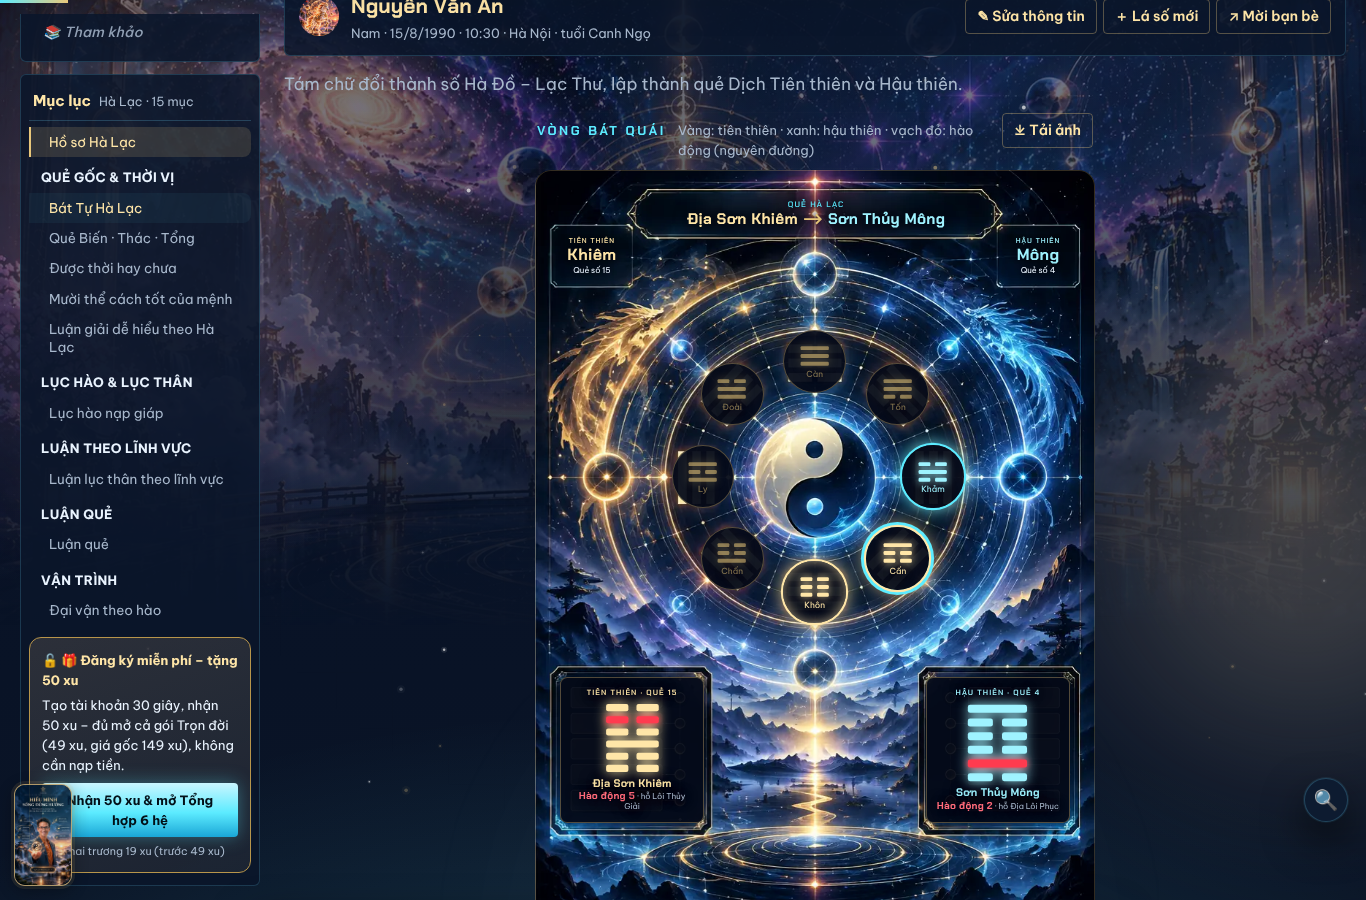 📚 Tham khảo
Mục lục Hà Lạc · 15 mục
Hồ sơ Hà Lạc
QUẺ GỐC & THỜI VỊ
Bát Tự Hà Lạc
Quẻ Biến · Thác · Tổng
Được thời hay chưa
Mười thể cách tốt của mệnh
Luận giải dễ hiểu theo Hà
Lạc
LỤC HÀO & LỤC THÂN
Lục hào nạp giáp
LUẬN THEO LĨNH VỰC
Luận lục thân theo lĩnh vực
LUẬN QUẺ
Luận quẻ
VẬN TRÌNH
Đại vận theo hào
🔓 🎁 Đăng ký miễn phí – tặng
50 xu
Tạo tài khoản 30 giây, nhận
50 xu – đủ mở cả gói Trọn đời
(49 xu, giá gốc 149 xu), không
cần nạp tiền.
Nhận 50 xu & mở Tổng
hợp 6 hệ
trương 19 xu (trước 49 xu)
Nguyễn Văn An
Nam · 15/8/1990 · 10:30 · Hà Nội · tuổi Canh Ngọ
✎ Sửa thông tin
+ Lá số mới
↗ Mời bạn bè
Tám chữ đổi thành số Hà Đồ – Lạc Thư, lập thành quẻ Dịch Tiên thiên và Hậu thiên.
VÒNG BÁT QUÁI
Vàng: tiên thiên · xanh: hậu thiên · vạch đỏ: hào
động (nguyên đường)
Tải ảnh
QUẺ HÀ LẠC
Địa Sơn Khiêm → Sơn Thủy Mông
TIÊN THIÊN
Khiêm
Quẻ số 15
HẬU THIÊN
Mông
Quẻ số 4
Càn
Đoài
Tốn
Ly
Khảm
Chấn
Cấn
Khôn
TIÊN THIÊN · QUẺ 15
Địa Sơn Khiêm
Hào động 5 · hỗ Lôi Thủy
Giải
HẬU THIÊN · QUẺ 4
Sơn Thủy Mông
Hào động 2 · hỗ Địa Lôi Phục